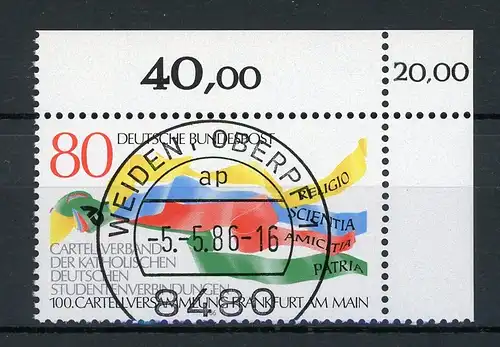 40,00
20,00
80 DEUTSCHE BUNDESPOST
WEIDEN I. OBERPF
ap
-5.-5.86-16
8480
RELIGIO
SCIENTIA
AMICITIA
PATRIA
CARTELLVERBAND
DER KATHOLISCHEN
DEUTSCHEN
STUDENTENVERBINDUNGEN
100. CARTELLVERSAMMLUNG FRANKFURT AM MAIN